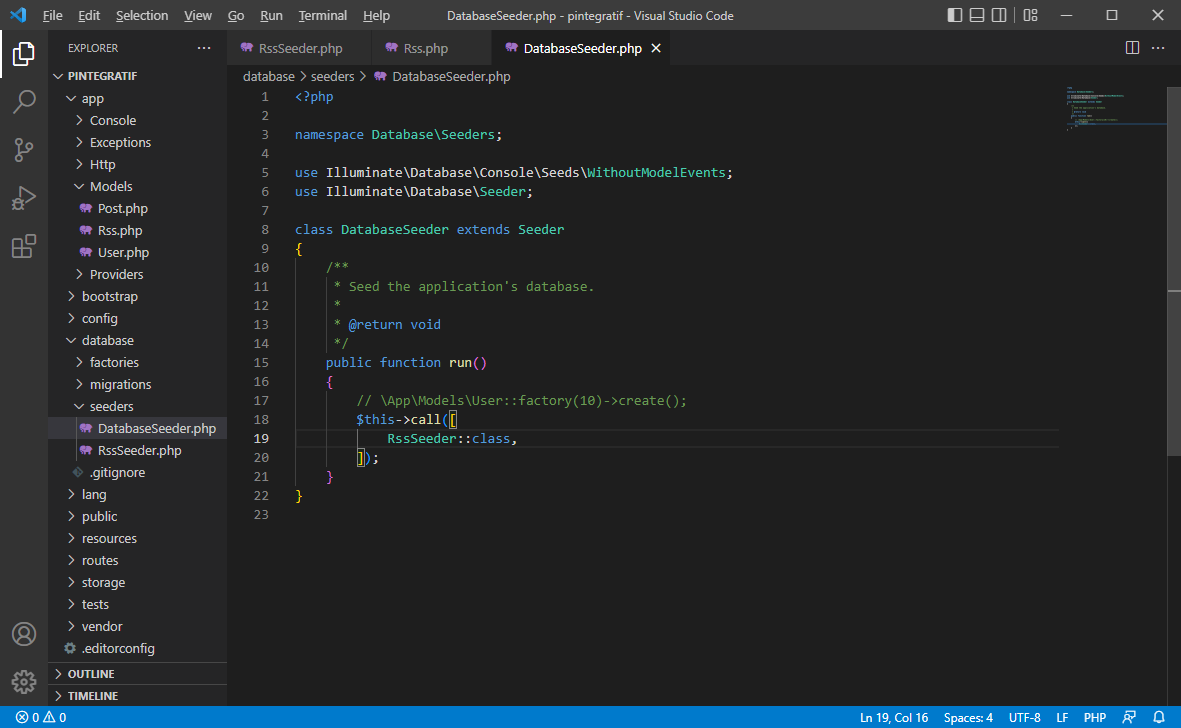 File Edit Selection View Go Run Terminal Help DatabaseSeeder.php - pintegratif - Visual Studio Code
EXPLORER
RssSeeder.php Rss.php DatabaseSeeder.php
PINTEGRATIF
app
Console
Exceptions
Http
Models
Post.php
Rss.php
User.php
Providers
bootstrap
config
database
factories
migrations
seeders
DatabaseSeeder.php
RssSeeder.php
.gitignore
lang
public
resources
routes
storage
tests
vendor
.editorconfig
OUTLINE
TIMELINE
database > seeders > DatabaseSeeder.php
1 <?php
2
3 namespace Database\Seeders;
4
5 use Illuminate\Database\Console\Seeds\WithoutModelEvents;
6 use Illuminate\Database\Seeder;
7
8 class DatabaseSeeder extends Seeder
9 {
10 /**
11 * Seed the application's database.
12 *
13 * @return void
14 */
15 public function run()
16 {
17 // \App\Models\User::factory(10)->create();
18 $this->call([
19 RssSeeder::class,
20 ]);
21 }
22 }
23
0 0 Ln 19, Col 16 Spaces: 4 UTF-8 LF PHP